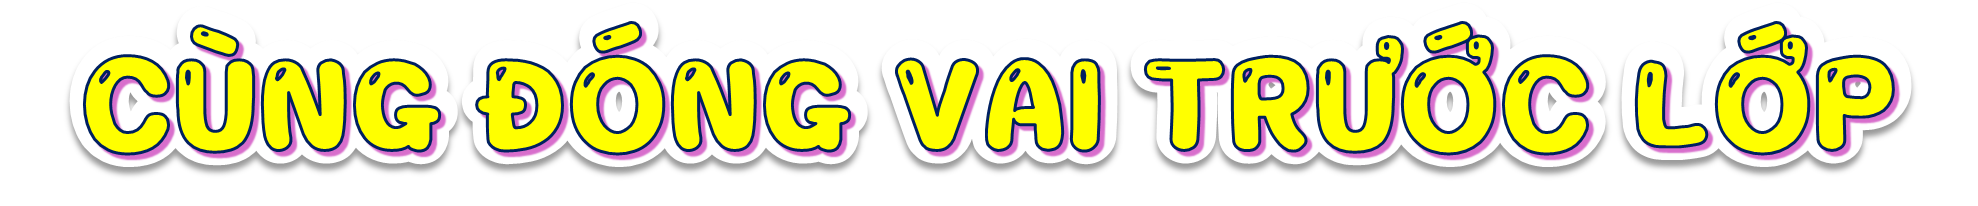 CÙNG ĐÓNG VAI TRƯỚC LỚP